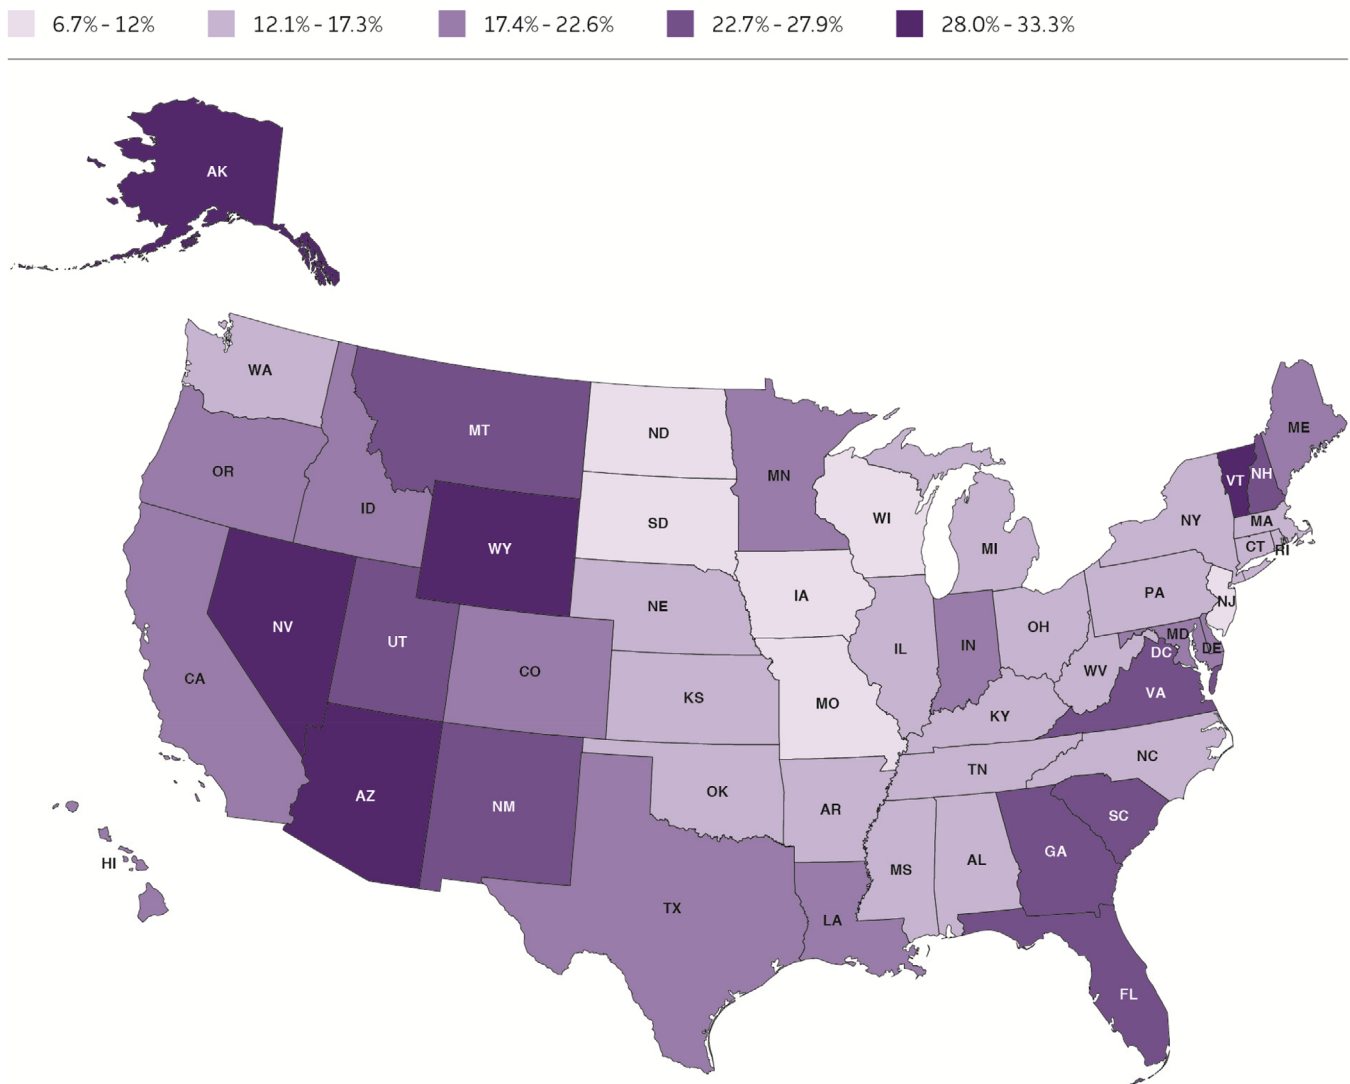 6.7% – 12% 12.1% – 17.3% 17.4% – 22.6% 22.7% – 27.9% 28.0% – 33.3%
AK
WA
MT
ND
ME
OR
MN
VT
NH
ID
SD
WI
NY
MA
WY
MI
CT
RI
NE
IA
PA
NJ
NV
UT
OH
MD
CO
IL
IN
DC
DE
CA
KS
MO
WV
VA
KY
NC
AZ
NM
OK
TN
AR
SC
HI
MS
AL
GA
TX
LA
FL